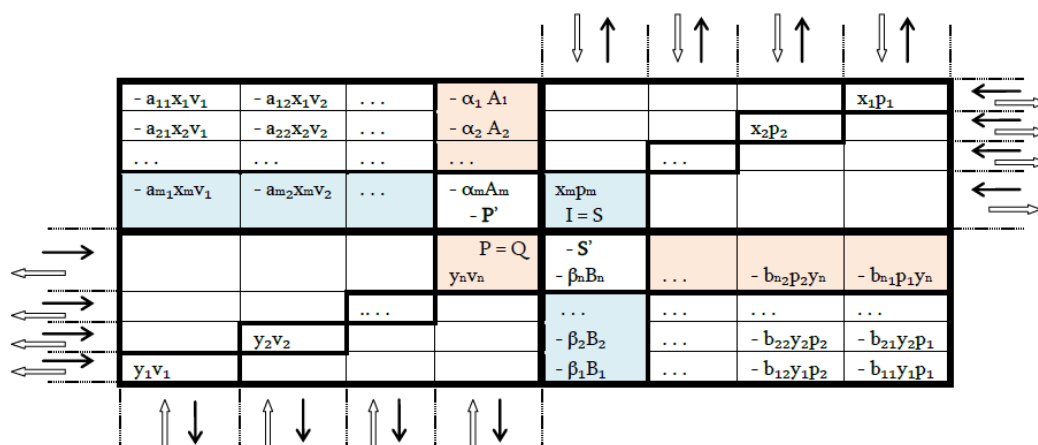 - a₁₁x₁v₁ - a₁₂x₁v₂ . . . - α₁ A₁ x₁p₁
- a₂₁x₂v₁ - a₂₂x₂v₂ . . . - α₂ A₂ x₂p₂
. . . . . . . . . . . . . . .
- aₘ₁xₘv₁ - aₘ₂xₘv₂ . . . - αₘAₘ xₘpₘ
- P' I = S
P = Q - S'
yₙvₙ - βₙBₙ . . . - bₙ₂p₂yₙ - bₙ₁p₁yₙ
.. . . . . . . . . . . . . . . .
y₂v₂ - β₂B₂ . . . - b₂₂y₂p₂ - b₂₁y₂p₁
y₁v₁ - β₁B₁ . . . - b₁₂y₁p₂ - b₁₁y₁p₁